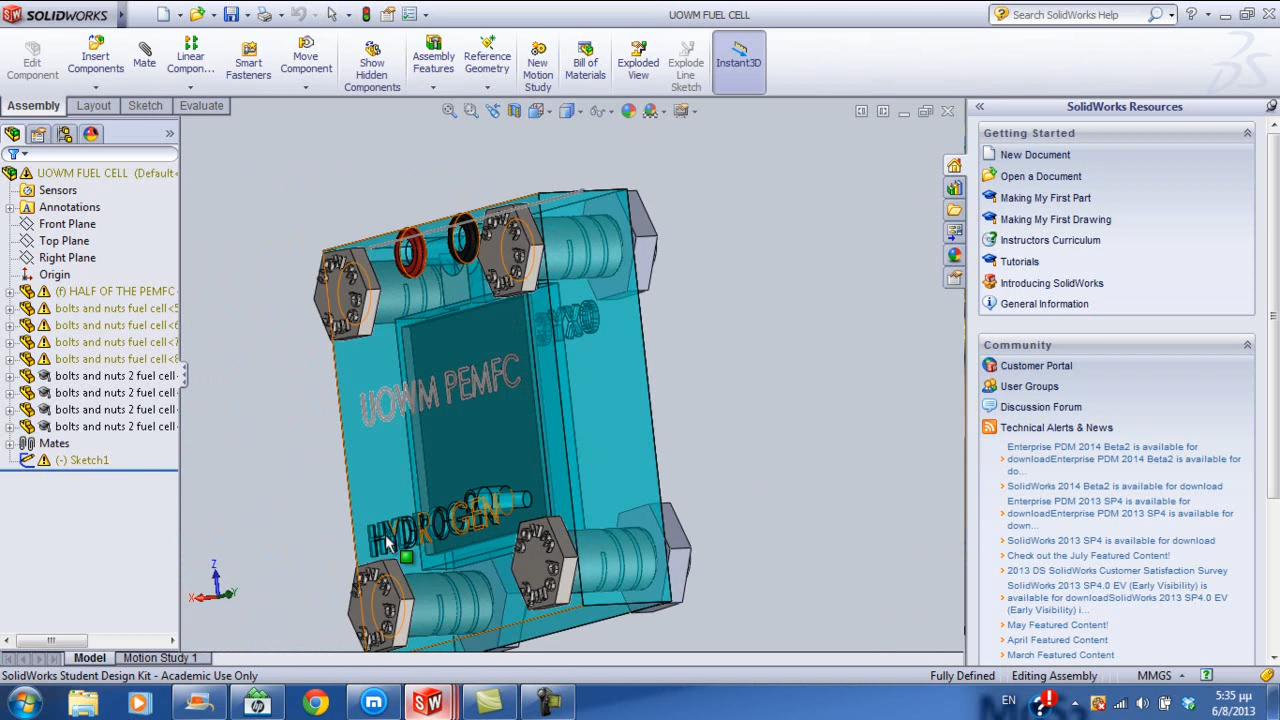 SOLIDWORKS
UOWM FUEL CELL
Search SolidWorks Help
Edit Component
Insert Components
Mate
Linear Compon...
Smart Fasteners
Move Component
Show Hidden Components
Assembly Features
Reference Geometry
New Motion Study
Bill of Materials
Exploded View
Explode Line Sketch
Instant3D
Assembly
Layout
Sketch
Evaluate
UOWM FUEL CELL (Default<
Sensors
Annotations
Front Plane
Top Plane
Right Plane
Origin
(f) HALF OF THE PEMFC
bolts and nuts fuel cell<5
bolts and nuts fuel cell<6
bolts and nuts fuel cell<7
bolts and nuts fuel cell<8
bolts and nuts 2 fuel cell
bolts and nuts 2 fuel cell
bolts and nuts 2 fuel cell
bolts and nuts 2 fuel cell
Mates
(-) Sketch1
UOWM PEMFC
HYDROGEN
Z
X
Y
SolidWorks Resources
Getting Started
New Document
Open a Document
Making My First Part
Making My First Drawing
Instructors Curriculum
Tutorials
Introducing SolidWorks
General Information
Community
Customer Portal
User Groups
Discussion Forum
Technical Alerts & News
Enterprise PDM 2014 Beta2 is available for
downloadEnterprise PDM 2014 Beta2 is available for
do...
SolidWorks 2014 Beta2 is available for download
Enterprise PDM 2013 SP4 is available for
downloadEnterprise PDM 2013 SP4 is available for
down...
SolidWorks 2013 SP4 is available for download
Check out the July Featured Content!
2013 DS SolidWorks Customer Satisfaction Survey
SolidWorks 2013 SP4.0 EV (Early Visibility) is
available for downloadSolidWorks 2013 SP4.0 EV
(Early Visibility) i...
May Featured Content!
April Featured Content
March Featured Content
Model
Motion Study 1
SolidWorks Student Design Kit - Academic Use Only
Fully Defined
Editing Assembly
MMGS
EN
5:35 μμ
6/8/2013